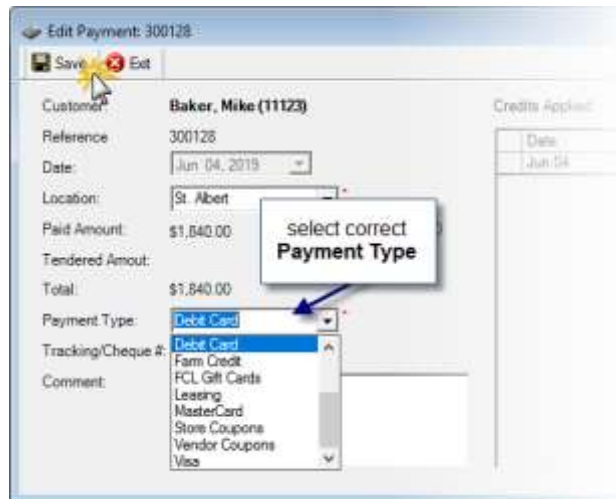 Edit Payment: 300128
Save Exit
Customer: Baker, Mike (11123)
Credits Applied
Reference 300128
Date
Date: Jun 04, 2019
Jun 04
Location: St. Albert *
select correct
Payment Type
Paid Amount: $1,840.00
Tendered Amout:
Total: $1,840.00
Payment Type: Debit Card *
Tracking/Cheque #:
Debit Card
Farm Credit
FCL Gift Cards
Leasing
MasterCard
Store Coupons
Vendor Coupons
Visa
Comment: